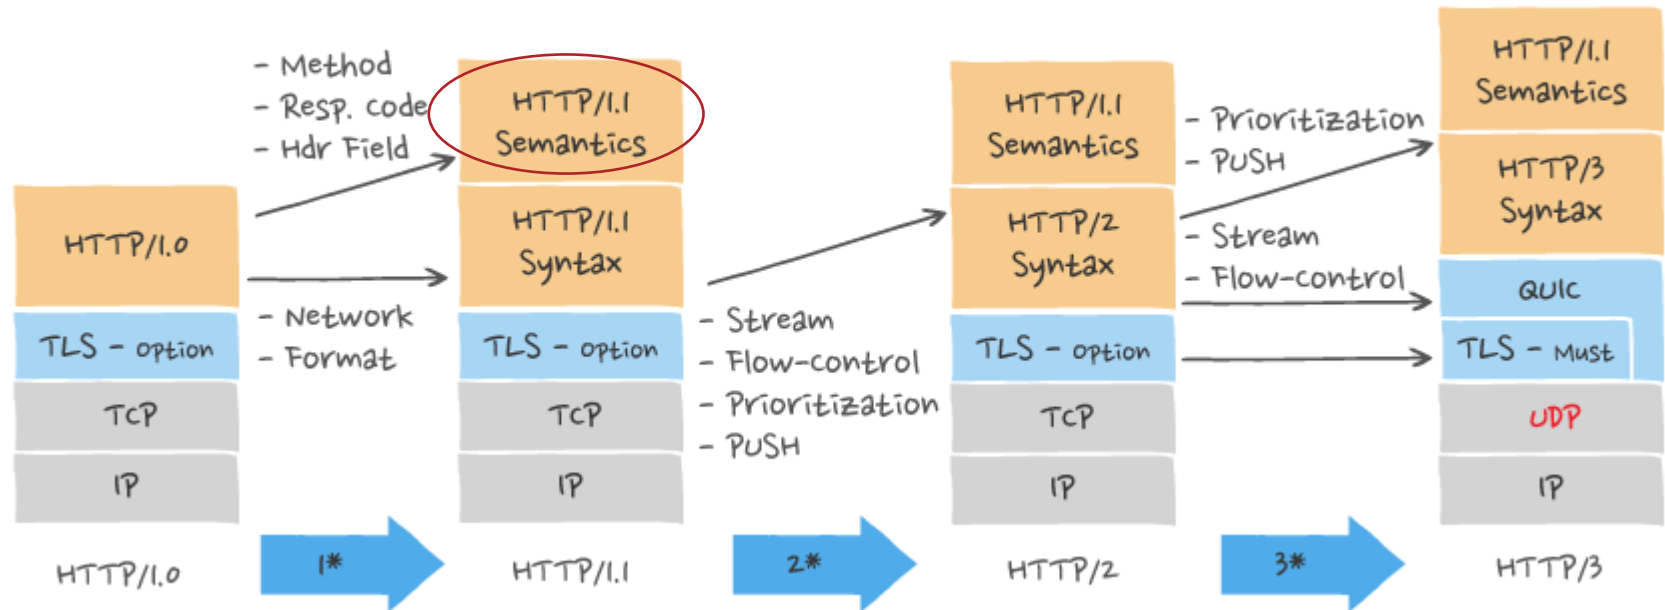 - Method
- Resp. code
- Hdr Field
HTTP/1.0
TLS - option
TCP
IP
HTTP/1.0
- Network
- Format
1*
HTTP/1.1
Semantics
HTTP/1.1
Syntax
TLS - option
TCP
IP
HTTP/1.1
- Stream
- Flow-control
- Prioritization
- PUSH
2*
HTTP/1.1
Semantics
HTTP/2
Syntax
TLS - option
TCP
IP
HTTP/2
- Prioritization
- PUSH
- Stream
- Flow-control
3*
HTTP/1.1
Semantics
HTTP/3
Syntax
QUIC
TLS - Must
UDP
IP
HTTP/3